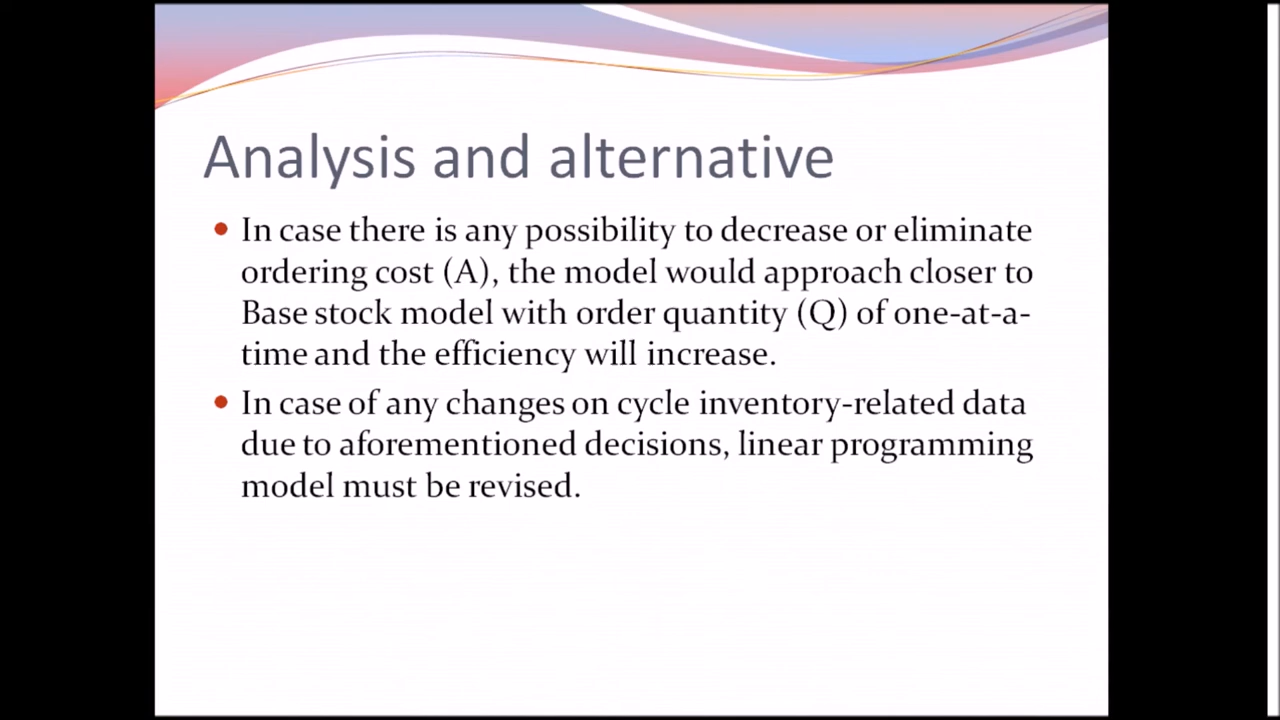 Analysis and alternative
• In case there is any possibility to decrease or eliminate
ordering cost (A), the model would approach closer to
Base stock model with order quantity (Q) of one-at-a-
time and the efficiency will increase.
• In case of any changes on cycle inventory-related data
due to aforementioned decisions, linear programming
model must be revised.